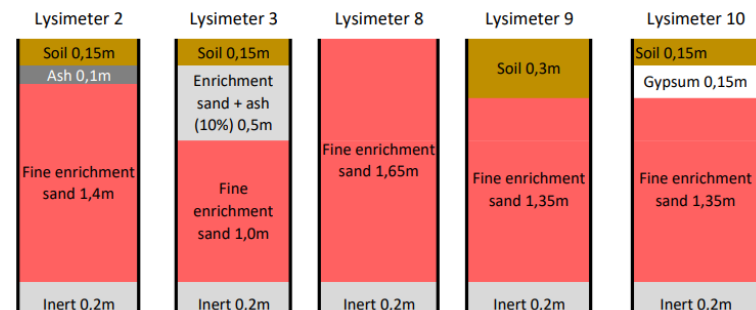 Lysimeter 2
Soil 0,15m
Ash 0,1m
Fine enrichment
sand 1,4m
Inert 0.2m
Lysimeter 3
Soil 0,15m
Enrichment
sand + ash
(10%) 0,5m
Fine
enrichment
sand 1,0m
Inert 0.2m
Lysimeter 8
Fine enrichment
sand 1,65m
Inert 0.2m
Lysimeter 9
Soil 0,3m
Fine enrichment
sand 1,35m
Inert 0.2m
Lysimeter 10
Soil 0,15m
Gypsum 0,15m
Fine enrichment
sand 1,35m
Inert 0.2m